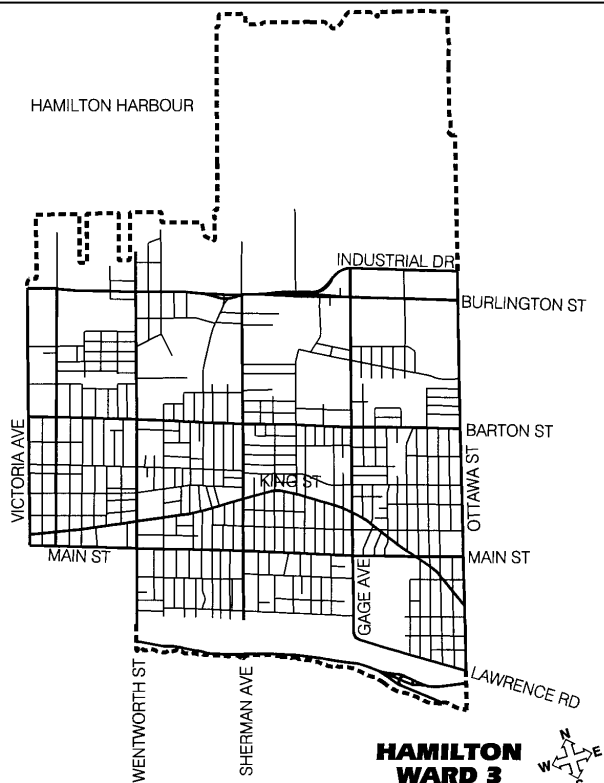 HAMILTON HARBOUR
INDUSTRIAL DR
BURLINGTON ST
BARTON ST
VICTORIA AVE
KING ST
OTTAWA ST
MAIN ST
MAIN ST
GAGE AVE
LAWRENCE RD
WENTWORTH ST
SHERMAN AVE
HAMILTON
WARD 3
N
E
W
S